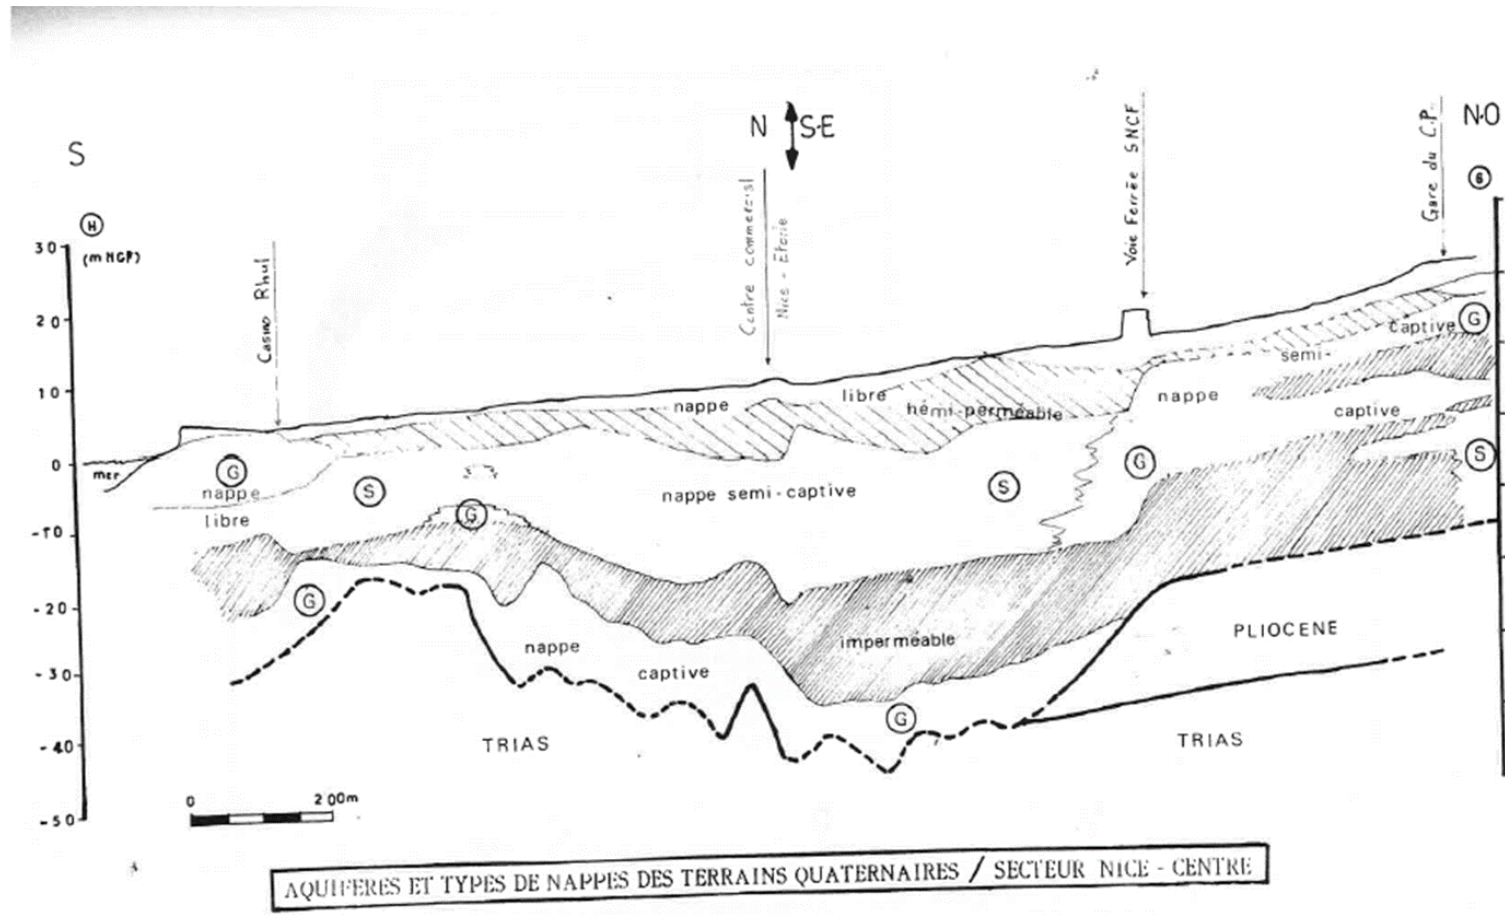 S
N
S-E
N-O
H
(m NGF)
G
Casino Rhul
Centre commercial
Nice - Etoile
Voie Ferrée SNCF
Gare du C.P.
30
20
10
0
-10
-20
-30
-40
-50
mer
nappe
libre
hémi-perméable
nappe
semi-
captive
G
captive
G
nappe
libre
S
G
nappe semi-captive
S
G
S
G
imperméable
nappe
captive
G
PLIOCENE
TRIAS
TRIAS
0
200m
AQUIFERES ET TYPES DE NAPPES DES TERRAINS QUATERNAIRES / SECTEUR NICE - CENTRE